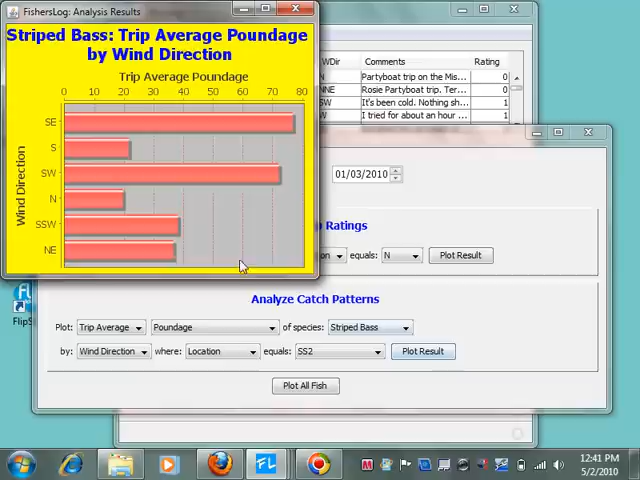 FishersLog: Analysis Results
Striped Bass: Trip Average Poundage
by Wind Direction
Trip Average Poundage
0 10 20 30 40 50 60 70 80
Wind Direction
SE
S
SW
N
SSW
NE
WDir Comments Rating
N Partyboat trip on the Mis... 0
NNE Rosie Partyboat trip. Ter... 0
SW It's been cold. Nothing sh... 1
I tried for about an hour ... 1
01/03/2010
Ratings
equals: N Plot Result
Analyze Catch Patterns
Plot: Trip Average Poundage of species: Striped Bass
by: Wind Direction where: Location equals: SS2 Plot Result
Plot All Fish
FL
12:41 PM
5/2/2010